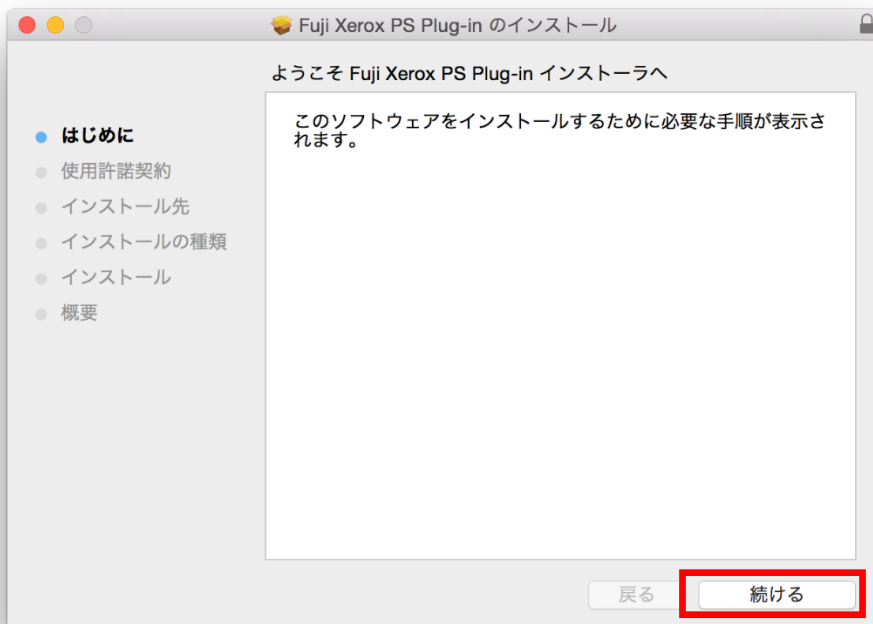 Fuji Xerox PS Plug-in のインストール
ようこそ Fuji Xerox PS Plug-in インストーラへ
はじめに
使用許諾契約
インストール先
インストールの種類
インストール
概要
このソフトウェアをインストールするために必要な手順が表示さ
れます。
戻る
続ける